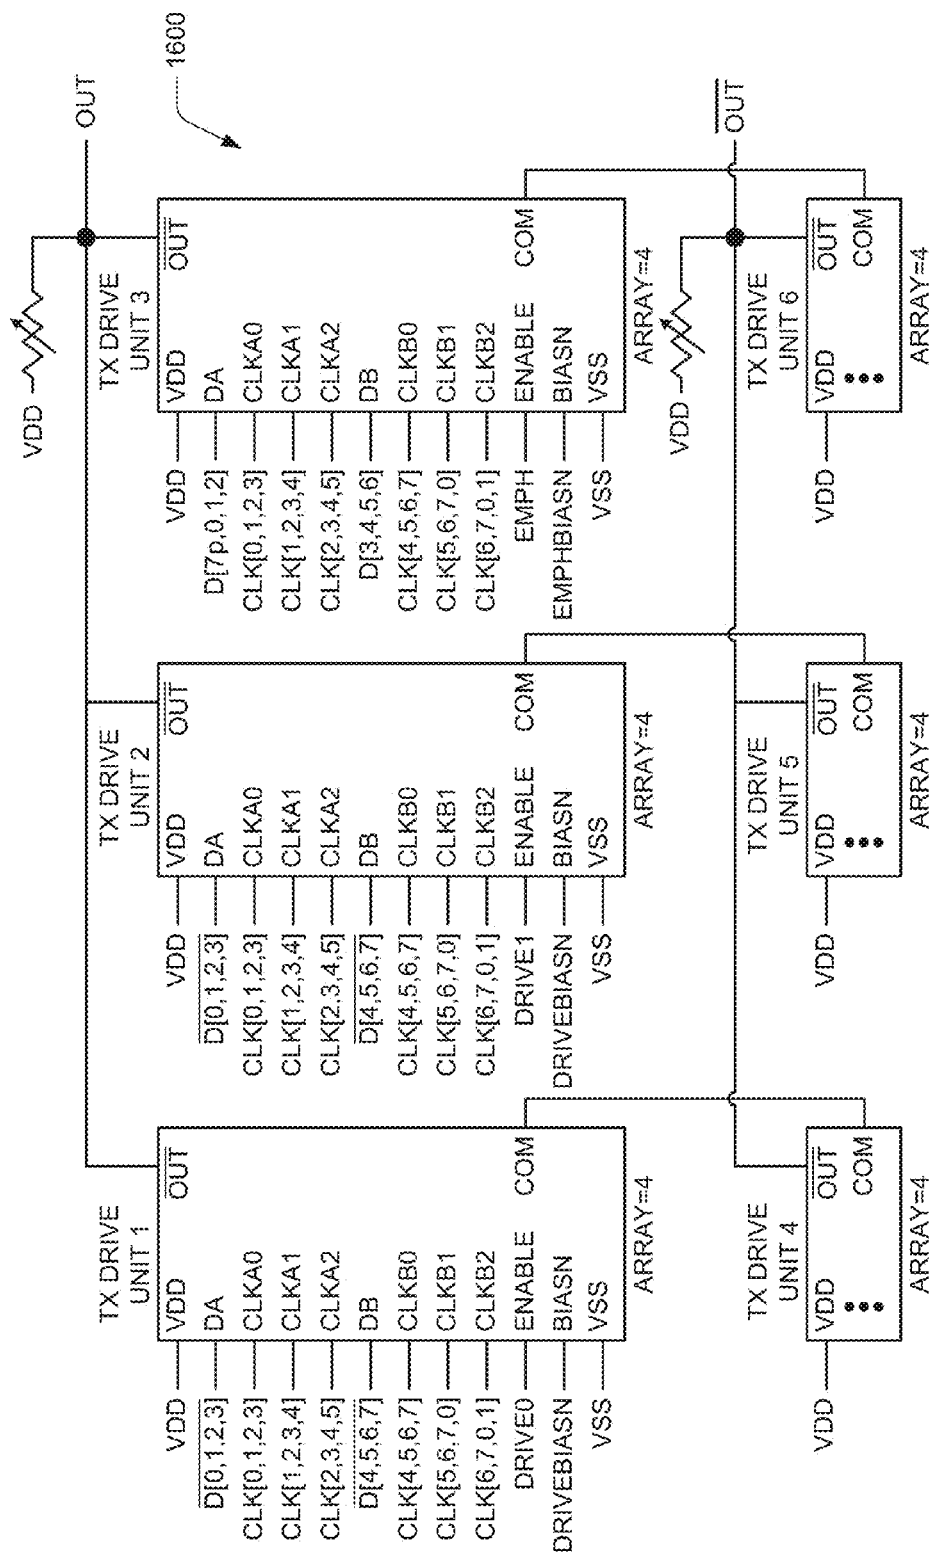 VDD
OUT
1600
TX DRIVE
UNIT 1
VDD
VDD
O̅U̅T̅
D̅[̅0̅,̅1̅,̅2̅,̅3̅]̅
DA
CLK[0,1,2,3]
CLKA0
CLK[1,2,3,4]
CLKA1
CLK[2,3,4,5]
CLKA2
D̅[̅4̅,̅5̅,̅6̅,̅7̅]̅
DB
CLK[4,5,6,7]
CLKB0
CLK[5,6,7,0]
CLKB1
CLK[6,7,0,1]
CLKB2
DRIVE0
ENABLE
COM
DRIVEBIASN
BIASN
VSS
VSS
ARRAY=4
TX DRIVE
UNIT 2
VDD
VDD
O̅U̅T̅
D̅[̅0̅,̅1̅,̅2̅,̅3̅]̅
DA
CLK[0,1,2,3]
CLKA0
CLK[1,2,3,4]
CLKA1
CLK[2,3,4,5]
CLKA2
D̅[̅4̅,̅5̅,̅6̅,̅7̅]̅
DB
CLK[4,5,6,7]
CLKB0
CLK[5,6,7,0]
CLKB1
CLK[6,7,0,1]
CLKB2
DRIVE1
ENABLE
COM
DRIVEBIASN
BIASN
VSS
VSS
ARRAY=4
TX DRIVE
UNIT 3
VDD
VDD
O̅U̅T̅
D[7p,0,1,2]
DA
CLK[0,1,2,3]
CLKA0
CLK[1,2,3,4]
CLKA1
CLK[2,3,4,5]
CLKA2
D[3,4,5,6]
DB
CLK[4,5,6,7]
CLKB0
CLK[5,6,7,0]
CLKB1
CLK[6,7,0,1]
CLKB2
EMPH
ENABLE
COM
EMPHBIASN
BIASN
VSS
VSS
ARRAY=4
VDD
O̅U̅T̅
TX DRIVE
UNIT 4
VDD
VDD
O̅U̅T̅
COM
ARRAY=4
TX DRIVE
UNIT 5
VDD
VDD
O̅U̅T̅
COM
ARRAY=4
TX DRIVE
UNIT 6
VDD
VDD
O̅U̅T̅
COM
ARRAY=4